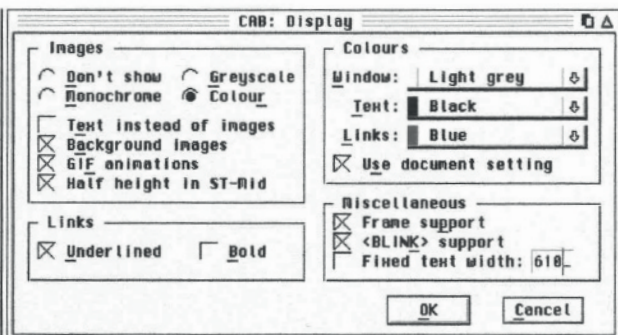 CAB: Display
Images
Don't show Greyscale
Monochrome Colour
Text instead of images
Background images
GIF animations
Half height in ST-Mid
Links
Underlined Bold
Colours
Window: Light grey
Text: Black
Links: Blue
Use document setting
Miscellaneous
Frame support
<BLINK> support
Fixed text width: 610_
OK Cancel